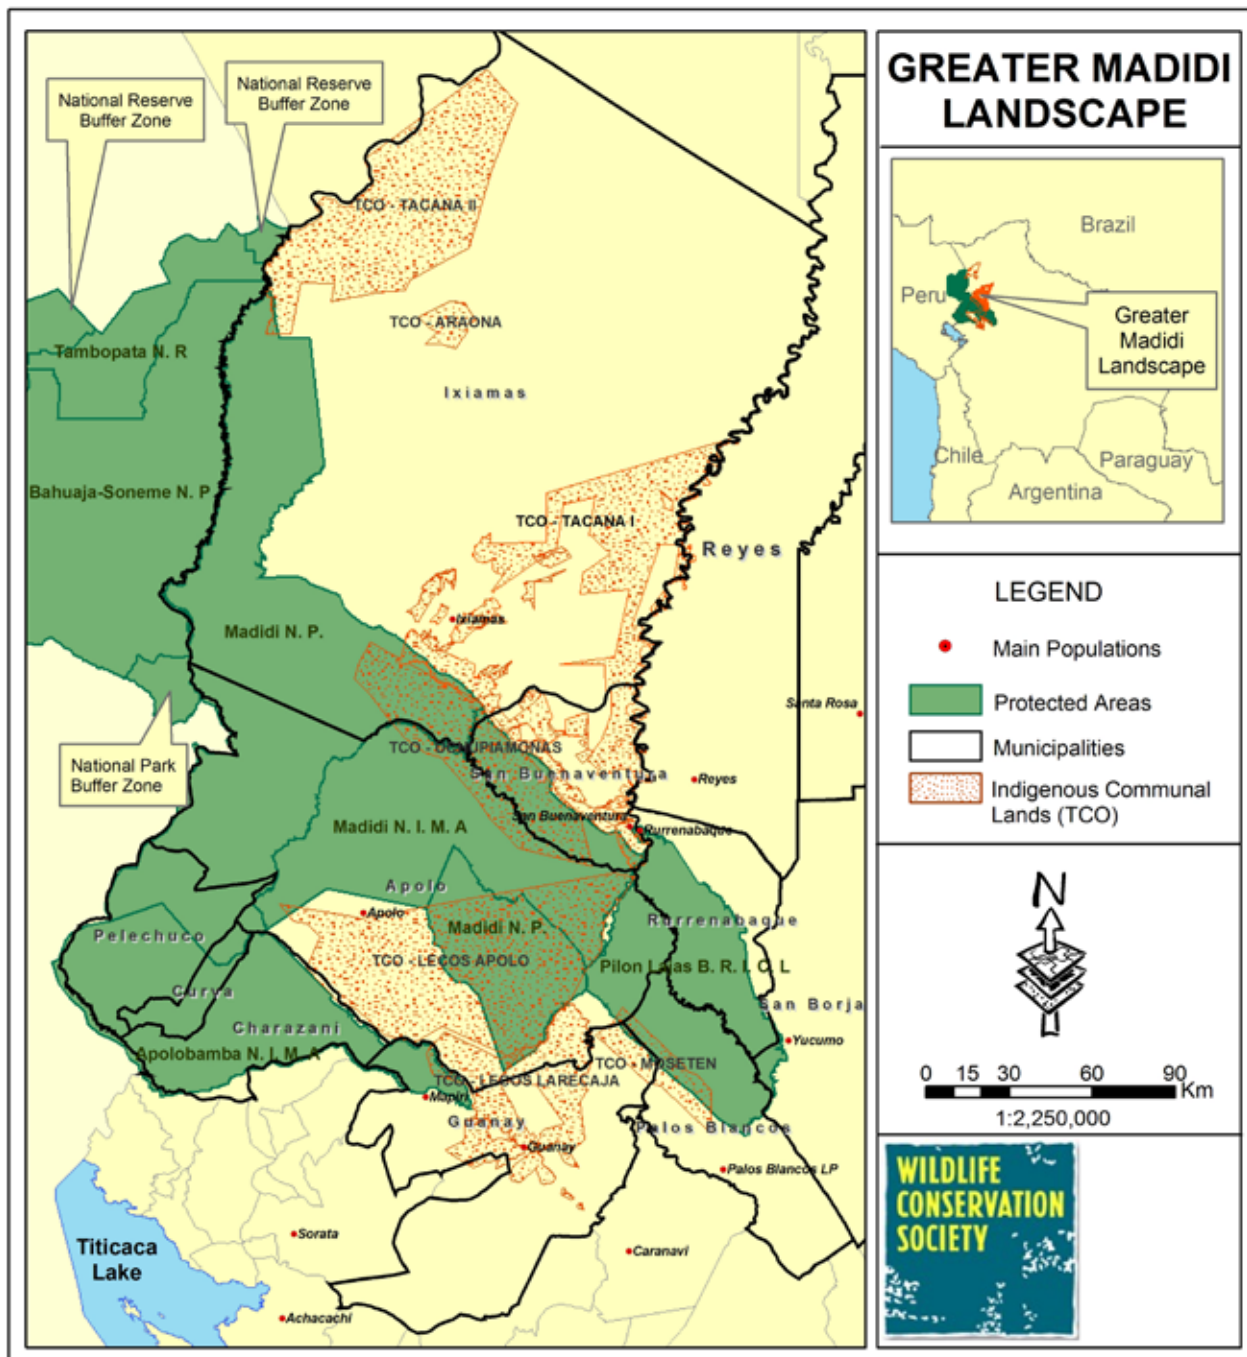 GREATER MADIDI
LANDSCAPE
National Reserve
Buffer Zone
National Reserve
Buffer Zone
TCO - TACANA II
TCO - ARAONA
Tambopata N. R
Ixiamas
Bahuaja-Soneme N. P
TCO - TACANA I
Reyes
Ixiamas
Madidi N. P.
Santa Rosa
National Park
Buffer Zone
San Buenaventura
Reyes
San Buenaventura
Rurrenabaque
Madidi N. I. M. A
Apolo
Apolo
Rurrenabaque
Madidi N. P.
Pelechuco
TCO - LECOS APOLO
Pilon Lajas B. R. I. C. L
Curva
San Borja
Charazani
Yucumo
Apolobamba N. I. M. A
TCO - MOSETEN
TCO - LECOS LARECAJA
Mapiri
Guanay
Palos Blancos
Guanay
Palos Blancos LP
Sorata
Titicaca
Lake
Caranavi
Achacachi
Brazil
Peru
Greater
Madidi
Landscape
Chile
Paraguay
Argentina
LEGEND
Main Populations
Protected Areas
Municipalities
Indigenous Communal
Lands (TCO)
N
0 15 30 60 90
Km
1:2,250,000
WILDLIFE
CONSERVATION
SOCIETY